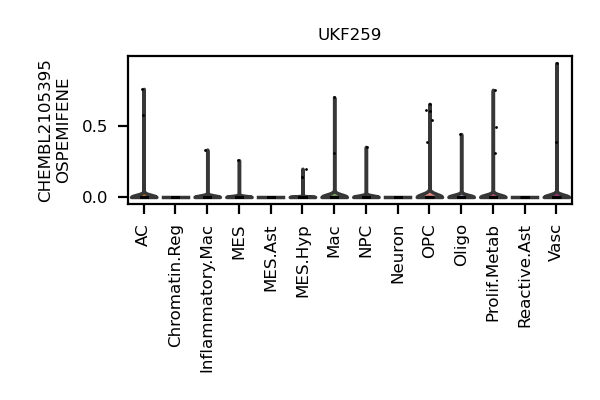 UKF259
CHEMBL2105395
OSPEMIFENE
0.5
0.0
AC
Chromatin.Reg
Inflammatory.Mac
MES
MES.Ast
MES.Hyp
Mac
NPC
Neuron
OPC
Oligo
Prolif.Metab
Reactive.Ast
Vasc